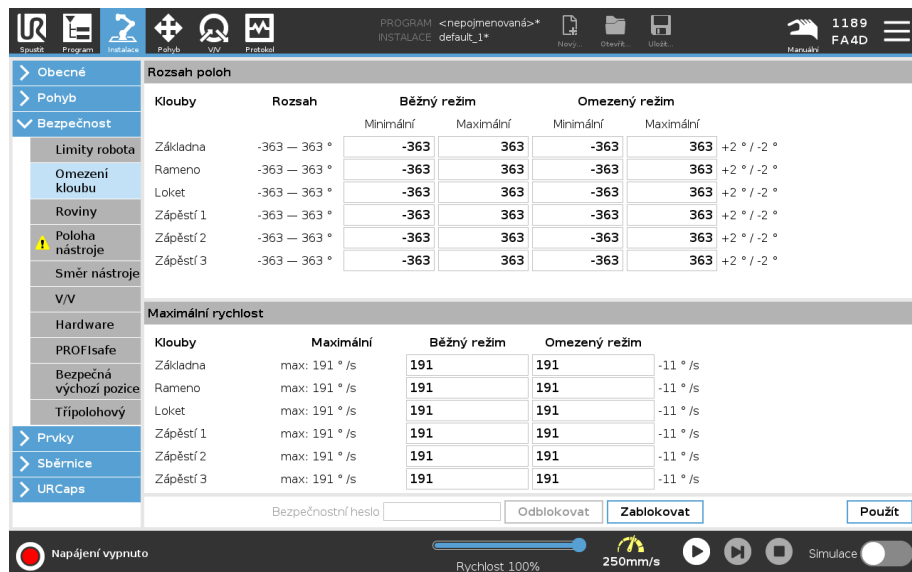 PROGRAM <nepojmenovaná>*
INSTALACE default_1*
Spustit
Program
Instalace
Pohyb
V/V
Protokol
Nový...
Otevřít...
Uložit...
Manuální
1189
FA4D
Obecné
Pohyb
Bezpečnost
Limity robota
Omezení
kloubu
Roviny
Poloha
nástroje
Směr nástroje
V/V
Hardware
PROFIsafe
Bezpečná
výchozí pozice
Třípolohový
Prvky
Sběrnice
URCaps
Rozsah poloh
Klouby Rozsah Běžný režim Omezený režim
Minimální Maximální Minimální Maximální
Základna -363 — 363 ° -363 363 -363 363 +2 ° / -2 °
Rameno -363 — 363 ° -363 363 -363 363 +2 ° / -2 °
Loket -363 — 363 ° -363 363 -363 363 +2 ° / -2 °
Zápěstí 1 -363 — 363 ° -363 363 -363 363 +2 ° / -2 °
Zápěstí 2 -363 — 363 ° -363 363 -363 363 +2 ° / -2 °
Zápěstí 3 -363 — 363 ° -363 363 -363 363 +2 ° / -2 °
Maximální rychlost
Klouby Maximální Běžný režim Omezený režim
Základna max: 191 ° /s 191 191 -11 ° /s
Rameno max: 191 ° /s 191 191 -11 ° /s
Loket max: 191 ° /s 191 191 -11 ° /s
Zápěstí 1 max: 191 ° /s 191 191 -11 ° /s
Zápěstí 2 max: 191 ° /s 191 191 -11 ° /s
Zápěstí 3 max: 191 ° /s 191 191 -11 ° /s
Bezpečnostní heslo Odblokovat Zablokovat Použít
Napájení vypnuto
Rychlost 100%
250mm/s
Simulace